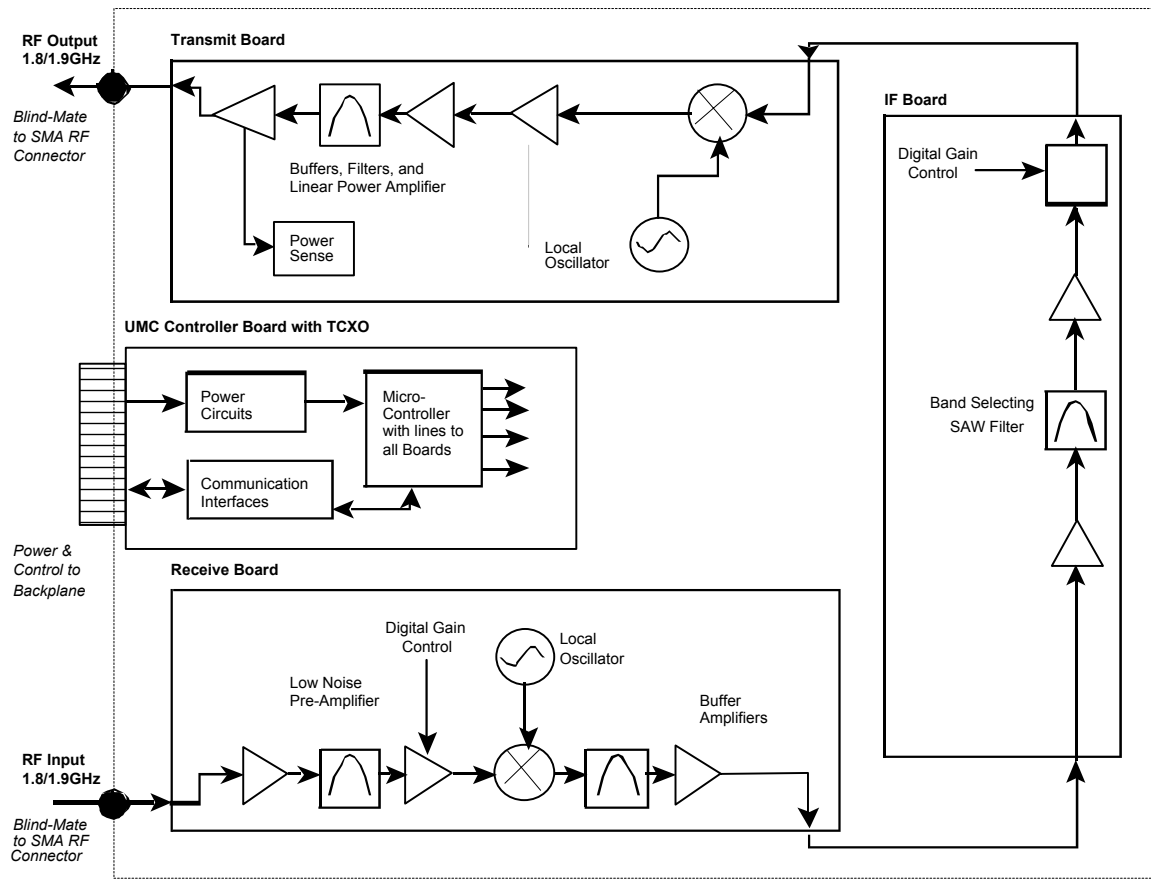 RF Output
1.8/1.9GHz
Blind-Mate
to SMA RF
Connector
Transmit Board
Buffers, Filters, and
Linear Power Amplifier
Power
Sense
Local
Oscillator
IF Board
Digital Gain
Control
Band Selecting
SAW Filter
UMC Controller Board with TCXO
Power
Circuits
Micro-
Controller
with lines to
all Boards
Communication
Interfaces
Power &
Control to
Backplane
Receive Board
Digital Gain
Control
Local
Oscillator
Low Noise
Pre-Amplifier
Buffer
Amplifiers
RF Input
1.8/1.9GHz
Blind-Mate
to SMA RF
Connector